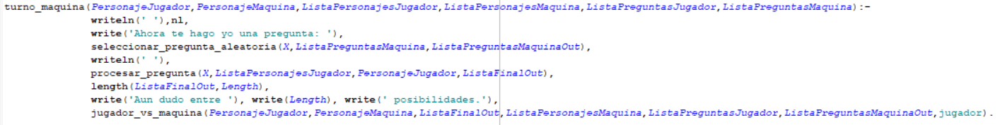 turno_maquina(PersonajeJugador,PersonajeMaquina,ListaPersonajesJugador,ListaPersonajesMaquina,ListaPreguntasJugador,ListaPreguntasMaquina):-
writeln(' '),nl,
write('Ahora te hago yo una pregunta: '),
seleccionar_pregunta_aleatoria(X,ListaPreguntasMaquina,ListaPreguntasMaquinaOut),
writeln(' '),
procesar_pregunta(X,ListaPersonajesJugador,PersonajeJugador,ListaFinalOut),
length(ListaFinalOut,Length),
write('Aun dudo entre '), write(Length), write(' posibilidades.'),
jugador_vs_maquina(PersonajeJugador,PersonajeMaquina,ListaFinalOut,ListaPersonajesMaquina,ListaPreguntasJugador,ListaPreguntasMaquinaOut,jugador).